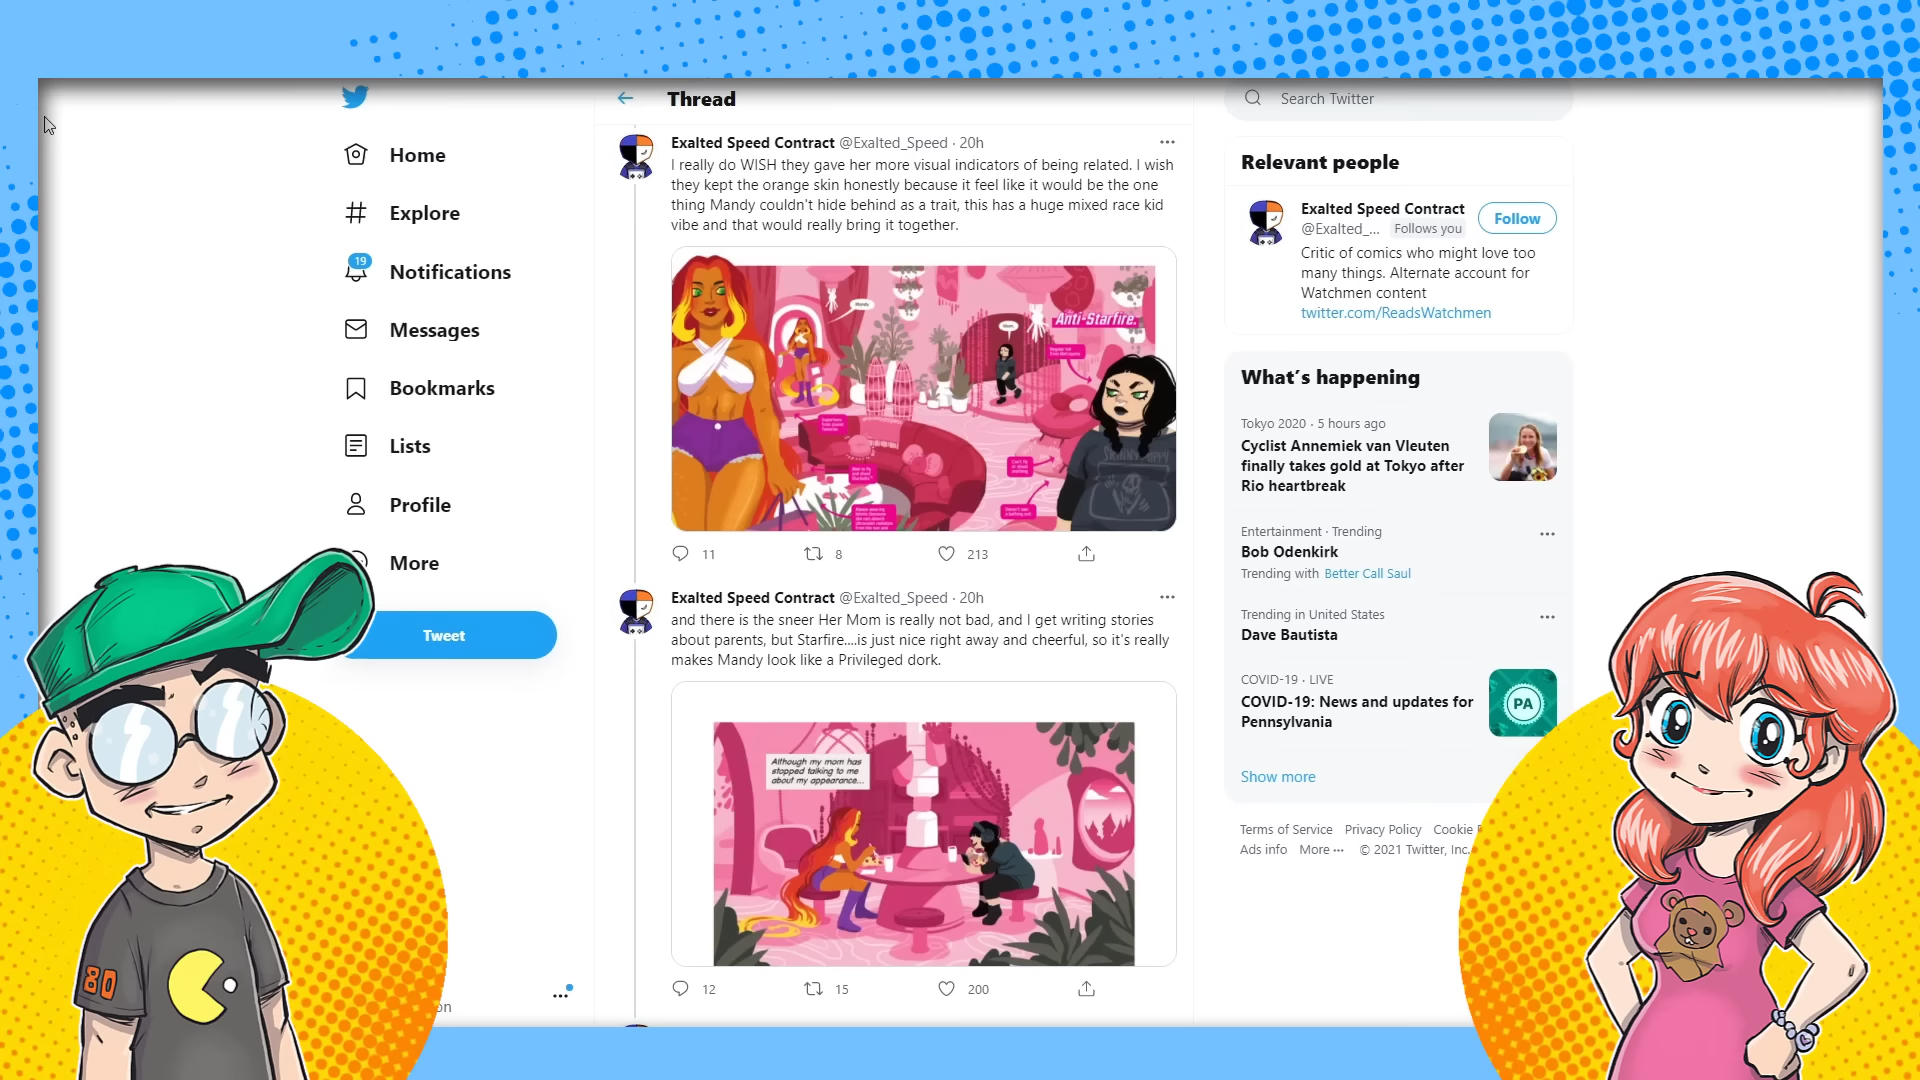 Thread
Search Twitter
Home
Explore
19
Notifications
Messages
Bookmarks
Lists
Profile
More
Tweet
on
Exalted Speed Contract @Exalted_Speed · 20h
I really do WISH they gave her more visual indicators of being related. I wish
they kept the orange skin honestly because it feel like it would be the one
thing Mandy couldn't hide behind as a trait, this has a huge mixed race kid
vibe and that would really bring it together.
Mandy
Mom.
Anti-Starfire.
11
8
213
Exalted Speed Contract @Exalted_Speed · 20h
and there is the sneer Her Mom is really not bad, and I get writing stories
about parents, but Starfire....is just nice right away and cheerful, so it's really
makes Mandy look like a Privileged dork.
Although my mom has
stopped talking to me
about my appearance...
12
15
200
Relevant people
Exalted Speed Contract
@Exalted_... Follows you
Follow
Critic of comics who might love too
many things. Alternate account for
Watchmen content
twitter.com/ReadsWatchmen
What's happening
Tokyo 2020 · 5 hours ago
Cyclist Annemiek van Vleuten
finally takes gold at Tokyo after
Rio heartbreak
Entertainment · Trending
Bob Odenkirk
Trending with Better Call Saul
Trending in United States
Dave Bautista
COVID-19 · LIVE
COVID-19: News and updates for
Pennsylvania
PA
Show more
Terms of Service Privacy Policy Cookie
Ads info More ··· © 2021 Twitter, Inc.
80